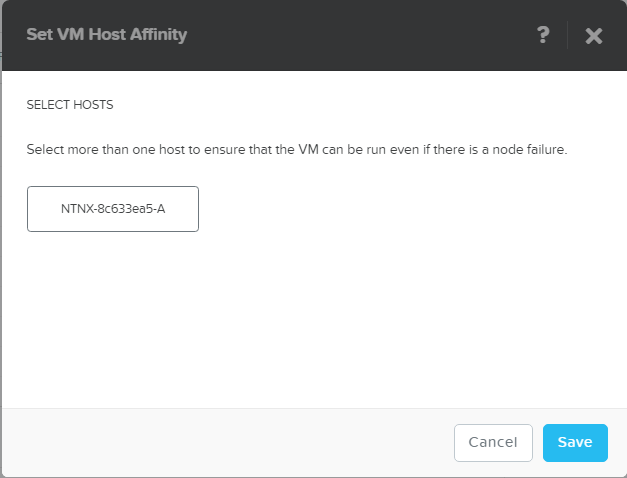 Set VM Host Affinity
?
SELECT HOSTS
Select more than one host to ensure that the VM can be run even if there is a node failure.
NTNX-8c633ea5-A
Cancel Save